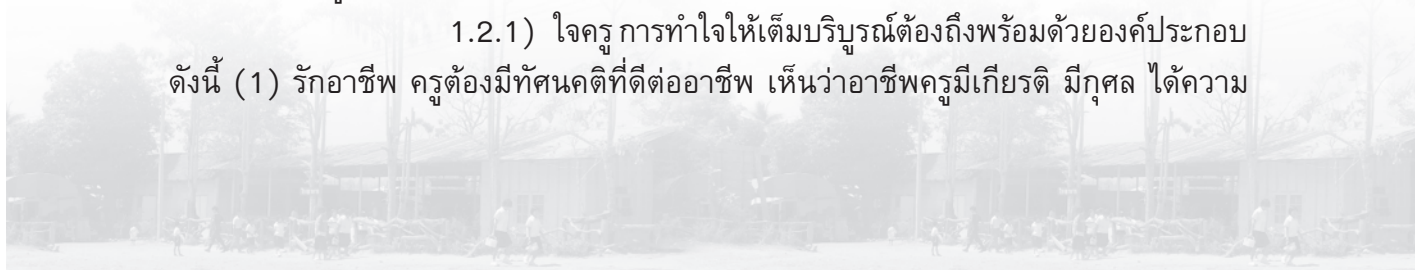 1.2.1) ใจครู การทำใจให้เต็มบริบูรณ์ต้องถึงพร้อมด้วยองค์ประกอบ
ดังนี้ (1) รักอาชีพ ครูต้องมีทัศนคติที่ดีต่ออาชีพ เห็นว่าอาชีพครูมีเกียรติ มีกุศล ได้ความ